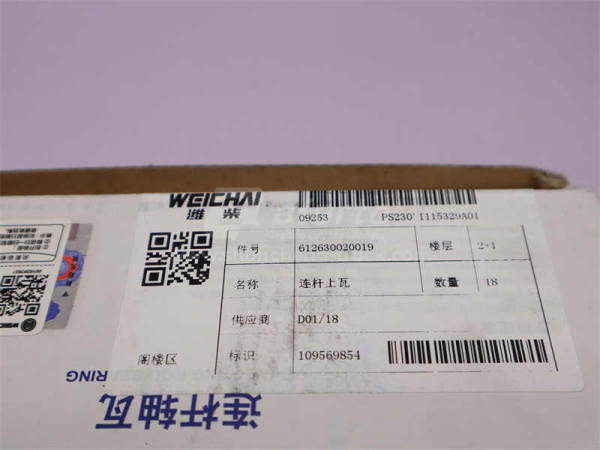 WEICHAI
潍柴
09253 PS230' 1115329A01
件号 612630020019 楼层 2+1
名称 连杆上瓦 数量 18
供应商 D01/18
阁楼区 标识 109569854
RING
连杆轴瓦